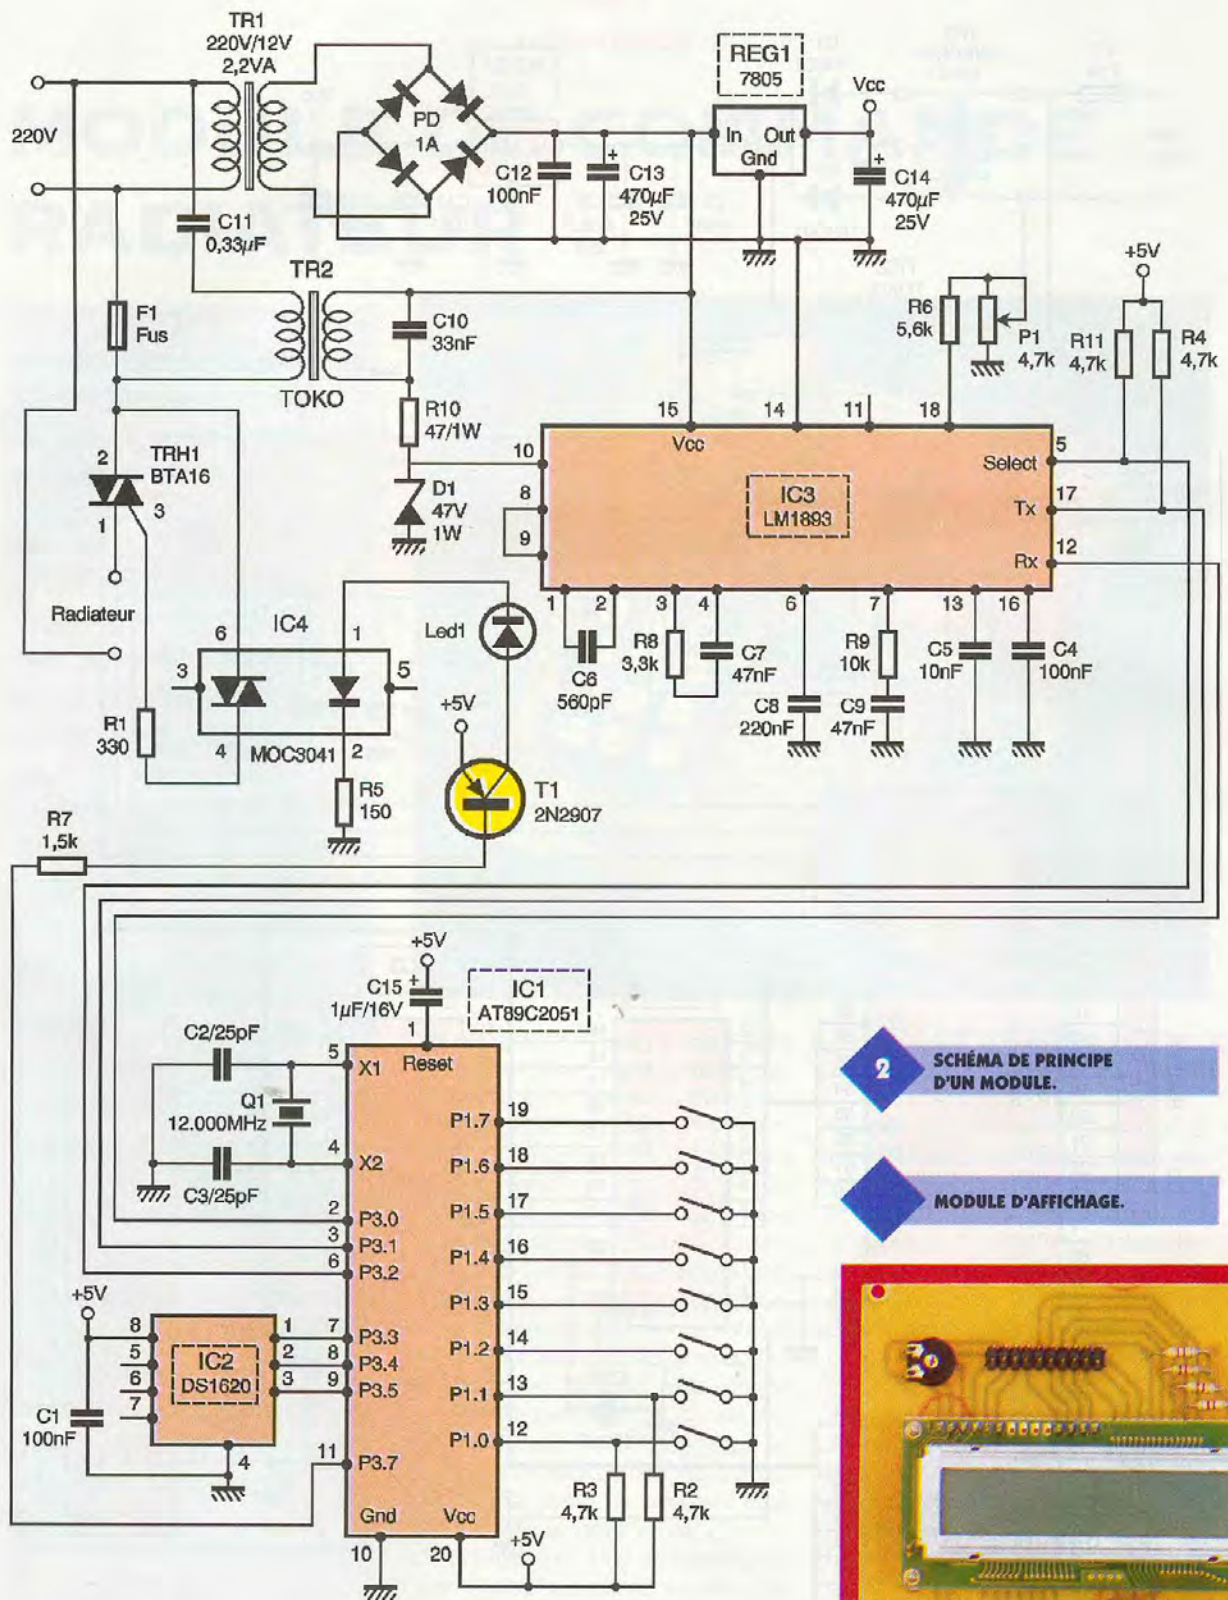 TR1
220V/12V
2,2VA
220V
PD
1A
C11
0,33µF
C12
100nF
C13
470µF
25V
+
REG1
7805
In Out
Gnd
Vcc
C14
470µF
25V
+
TR2
TOKO
F1
Fus
C10
33nF
R10
47/1W
D1
47V
1W
R6
5,6k
P1
4,7k
+5V
R11
4,7k
R4
4,7k
15
14
11
18
Vcc
10
8
9
IC3
LM1893
Select
Tx
Rx
5
17
12
1
2
3
4
6
7
13
16
C6
560pF
R8
3,3k
C7
47nF
C8
220nF
R9
10k
C9
47nF
C5
10nF
C4
100nF
TRH1
BTA16
2
1
3
Radiateur
IC4
6
1
3
5
4
2
MOC3041
R1
330
R5
150
Led1
+5V
T1
2N2907
R7
1,5k
+5V
C15
1µF/16V
+
IC1
AT89C2051
1
Reset
C2/25pF
Q1
12.000MHz
C3/25pF
5
X1
4
X2
2
P3.0
3
P3.1
6
P3.2
7
P3.3
8
P3.4
9
P3.5
11
P3.7
P1.7
19
P1.6
18
P1.5
17
P1.4
16
P1.3
15
P1.2
14
P1.1
13
P1.0
12
+5V
8
5
6
7
IC2
DS1620
1
2
3
4
C1
100nF
Gnd
Vcc
10
20
+5V
R3
4,7k
R2
4,7k
2
SCHÉMA DE PRINCIPE
D'UN MODULE.
MODULE D'AFFICHAGE.